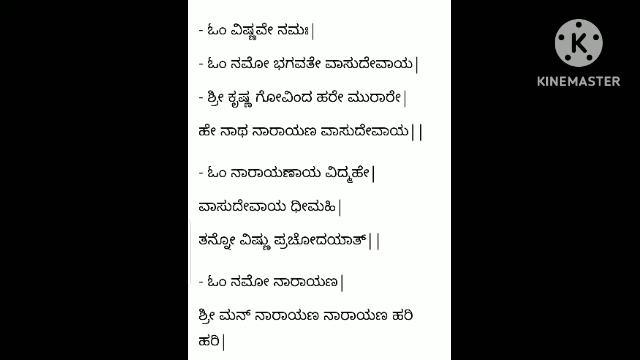 - ಓಂ ವಿಷ್ಣವೇ ನಮಃ|
- ಓಂ ನಮೋ ಭಗವತೇ ವಾಸುದೇವಾಯ|
- ಶ್ರೀ ಕೃಷ್ಣ ಗೋವಿಂದ ಹರೇ ಮುರಾರೇ|
ಹೇ ನಾಥ ನಾರಾಯಣ ವಾಸುದೇವಾಯ||
- ಓಂ ನಾರಾಯಣಾಯ ವಿದ್ಮಹೇ|
ವಾಸುದೇವಾಯ ಧೀಮಹಿ|
ತನ್ನೋ ವಿಷ್ಣು ಪ್ರಚೋದಯಾತ್||
- ಓಂ ನಮೋ ನಾರಾಯಣ|
ಶ್ರೀ ಮನ್ ನಾರಾಯಣ ನಾರಾಯಣ ಹರಿ
ಹರಿ|
K
KINEMASTER